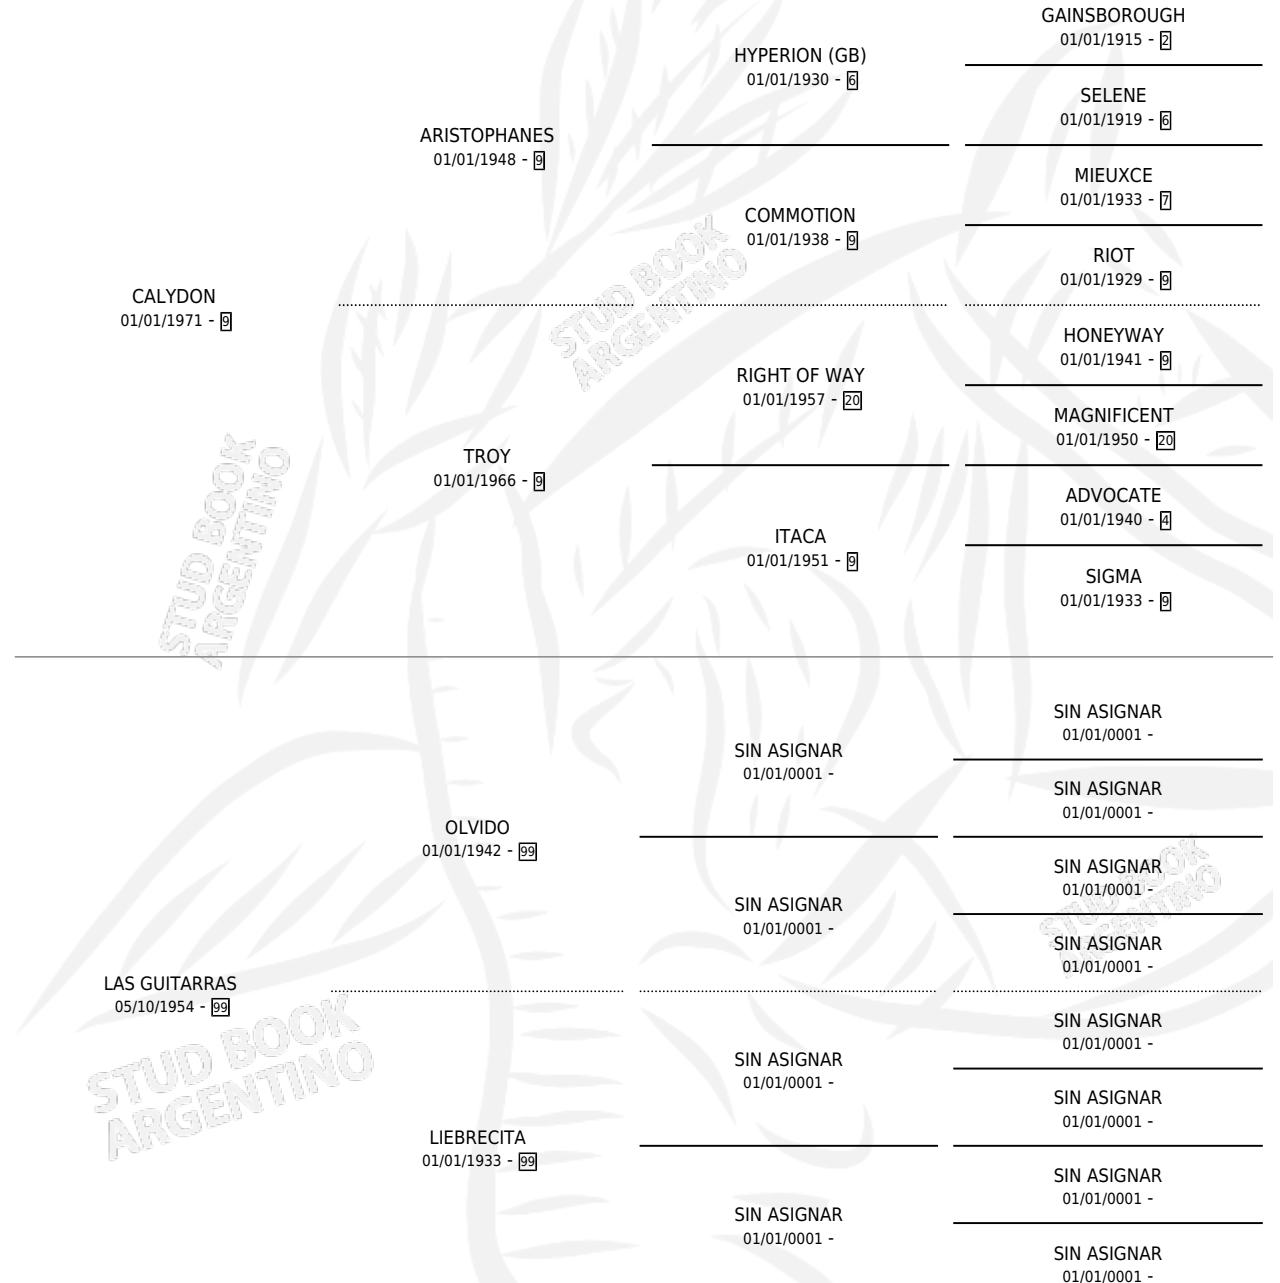 GAINSBOROUGH
01/01/1915 - 2
HYPERION (GB)
01/01/1930 - 6
SELENE
01/01/1919 - 6
ARISTOPHANES
01/01/1948 - 9
MIEUXCE
01/01/1933 - 7
COMMOTION
01/01/1938 - 9
RIOT
01/01/1929 - 9
CALYDON
01/01/1971 - 9
HONEYWAY
01/01/1941 - 9
RIGHT OF WAY
01/01/1957 - 20
MAGNIFICENT
01/01/1950 - 20
TROY
01/01/1966 - 9
ADVOCATE
01/01/1940 - 4
ITACA
01/01/1951 - 9
SIGMA
01/01/1933 - 9
SIN ASIGNAR
01/01/0001 -
SIN ASIGNAR
01/01/0001 -
SIN ASIGNAR
01/01/0001 -
OLVIDO
01/01/1942 - 99
SIN ASIGNAR
01/01/0001 -
SIN ASIGNAR
01/01/0001 -
SIN ASIGNAR
01/01/0001 -
LAS GUITARRAS
05/10/1954 - 99
SIN ASIGNAR
01/01/0001 -
SIN ASIGNAR
01/01/0001 -
SIN ASIGNAR
01/01/0001 -
LIEBRECITA
01/01/1933 - 99
SIN ASIGNAR
01/01/0001 -
SIN ASIGNAR
01/01/0001 -
SIN ASIGNAR
01/01/0001 -
STUD BOOK
ARGENTINO
STUD BOOK
ARGENTINO
STUD BOOK
ARGENTINO
STUD BOOK
ARGENTINO